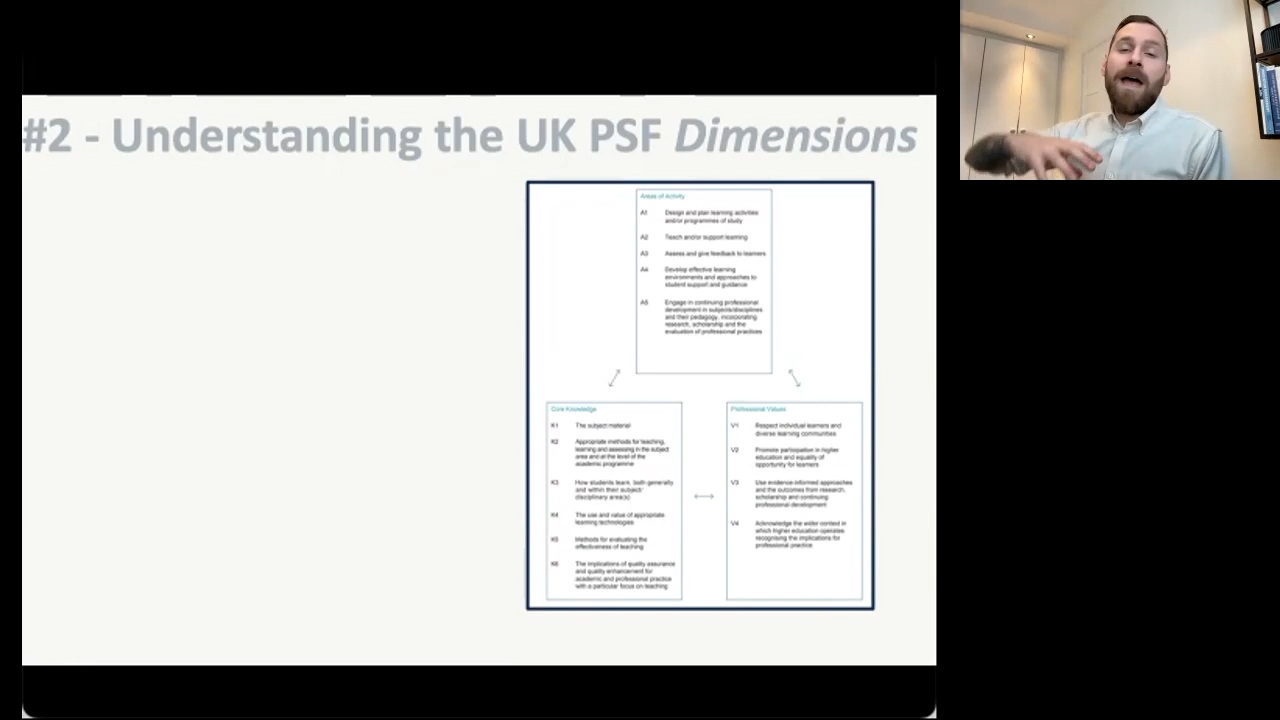 #2 - Understanding the UK PSF Dimensions
Areas of Activity
A1 Design and plan learning activities
and/or programmes of study
A2 Teach and/or support learning
A3 Assess and give feedback to learners
A4 Develop effective learning
environments and approaches to
student support and guidance
A5 Engage in continuing professional
development in subjects/disciplines
and their pedagogy, incorporating
research, scholarship and the
evaluation of professional practices
Core Knowledge
K1 The subject material
K2 Appropriate methods for teaching,
learning and assessing in the subject
area and at the level of the
academic programme
K3 How students learn, both generally
and within their subject/
disciplinary area(s)
K4 The use and value of appropriate
learning technologies
K5 Methods for evaluating the
effectiveness of teaching
K6 The implications of quality assurance
and quality enhancement for
academic and professional practice
with a particular focus on teaching
Professional Values
V1 Respect individual learners and
diverse learning communities
V2 Promote participation in higher
education and equality of
opportunity for learners
V3 Use evidence-informed approaches
and the outcomes from research,
scholarship and continuing
professional development
V4 Acknowledge the wider context in
which higher education operates
recognising the implications for
professional practice